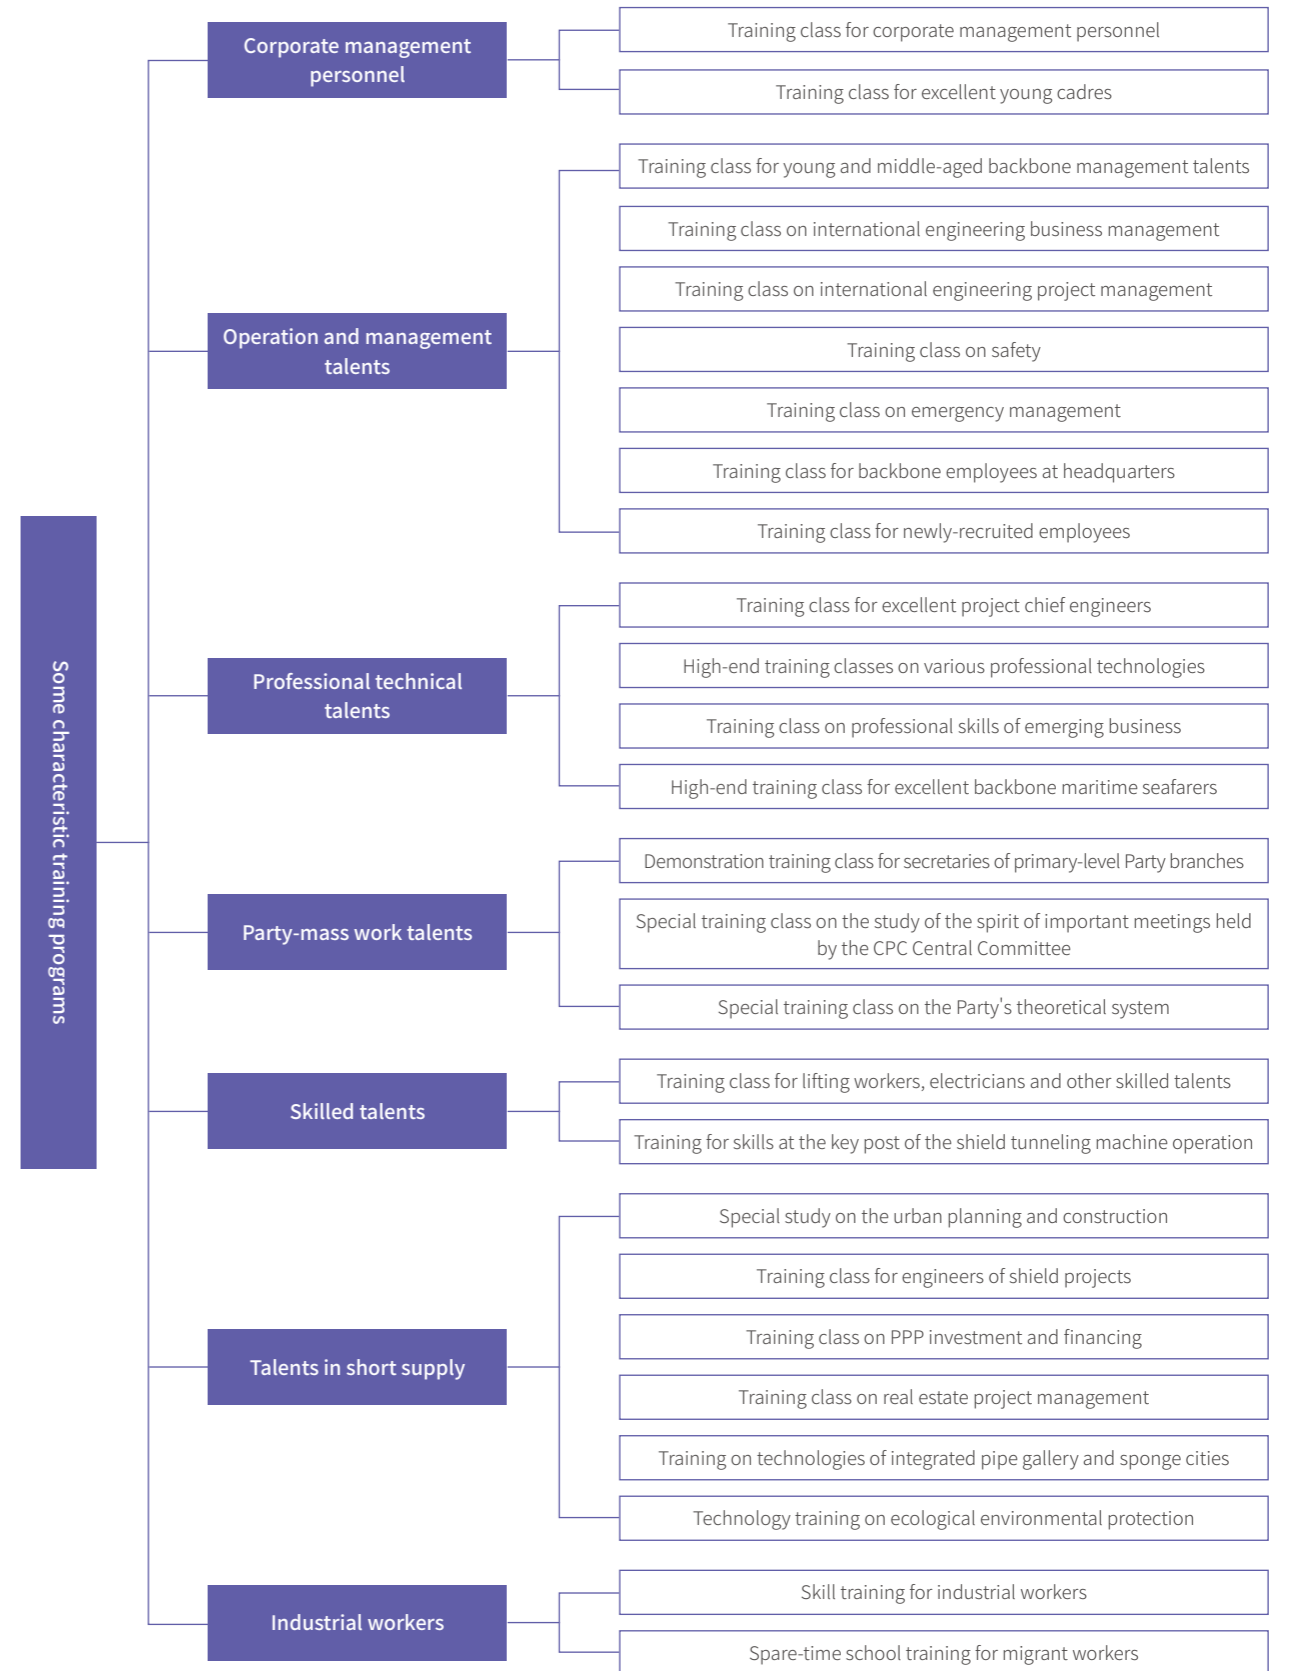 Some characteristic training programs
Corporate management
personnel
Training class for corporate management personnel
Training class for excellent young cadres
Operation and management
talents
Training class for young and middle-aged backbone management talents
Training class on international engineering business management
Training class on international engineering project management
Training class on safety
Training class on emergency management
Training class for backbone employees at headquarters
Training class for newly-recruited employees
Professional technical
talents
Training class for excellent project chief engineers
High-end training classes on various professional technologies
Training class on professional skills of emerging business
High-end training class for excellent backbone maritime seafarers
Party-mass work talents
Demonstration training class for secretaries of primary-level Party branches
Special training class on the study of the spirit of important meetings held
by the CPC Central Committee
Special training class on the Party's theoretical system
Skilled talents
Training class for lifting workers, electricians and other skilled talents
Training for skills at the key post of the shield tunneling machine operation
Talents in short supply
Special study on the urban planning and construction
Training class for engineers of shield projects
Training class on PPP investment and financing
Training class on real estate project management
Training on technologies of integrated pipe gallery and sponge cities
Technology training on ecological environmental protection
Industrial workers
Skill training for industrial workers
Spare-time school training for migrant workers